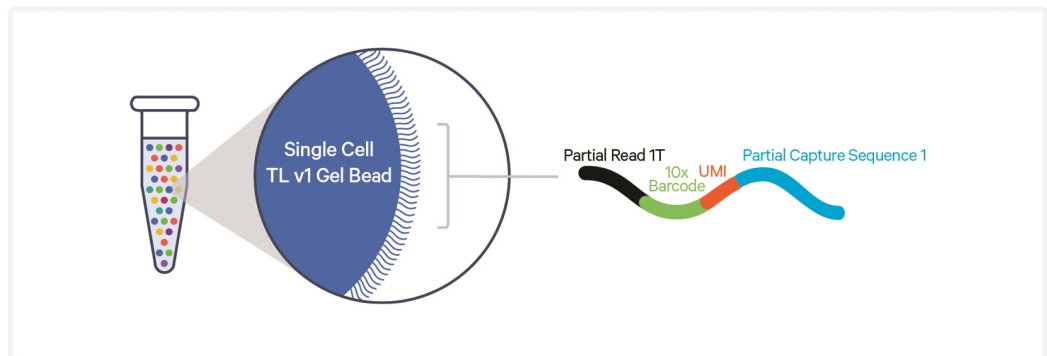 Single Cell
TL v1 Gel Bead
Partial Read 1T
10x
Barcode
UMI
Partial Capture Sequence 1